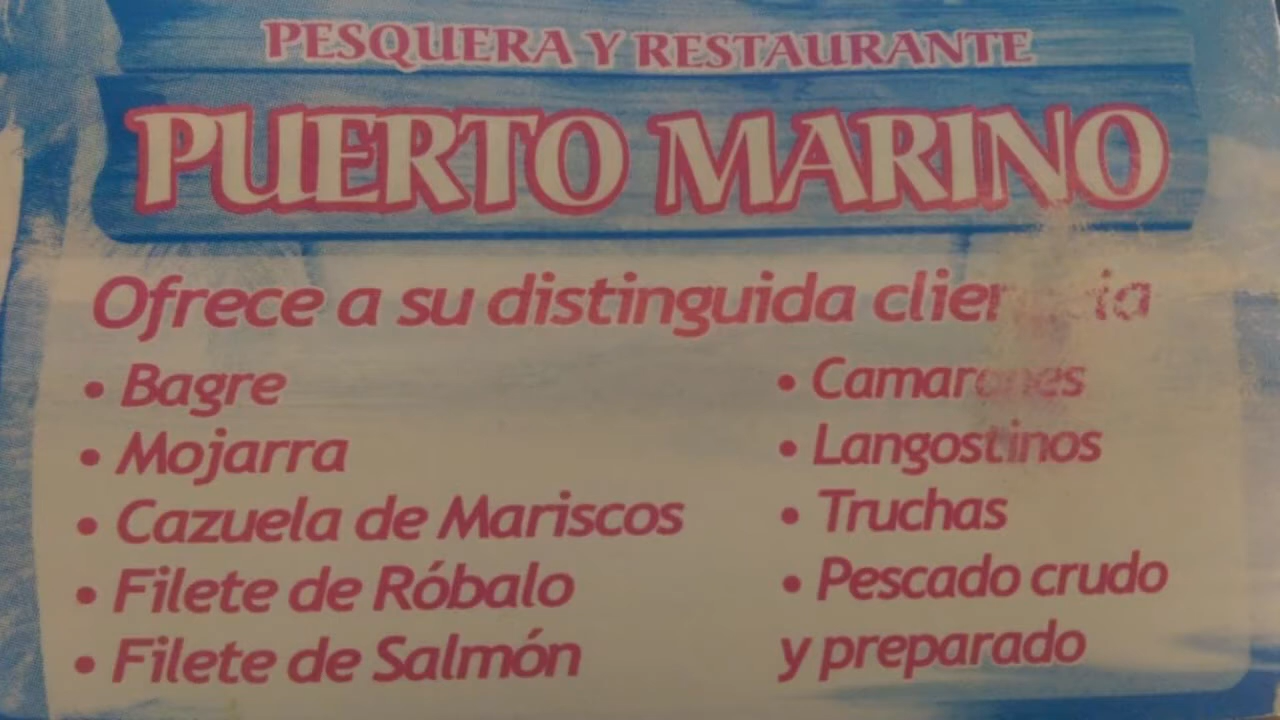 PESQUERA Y RESTAURANTE
PUERTO MARINO
Ofrece a su distinguida clientela
• Bagre
• Mojarra
• Cazuela de Mariscos
• Filete de Róbalo
• Filete de Salmón
• Camarones
• Langostinos
• Truchas
• Pescado crudo
y preparado